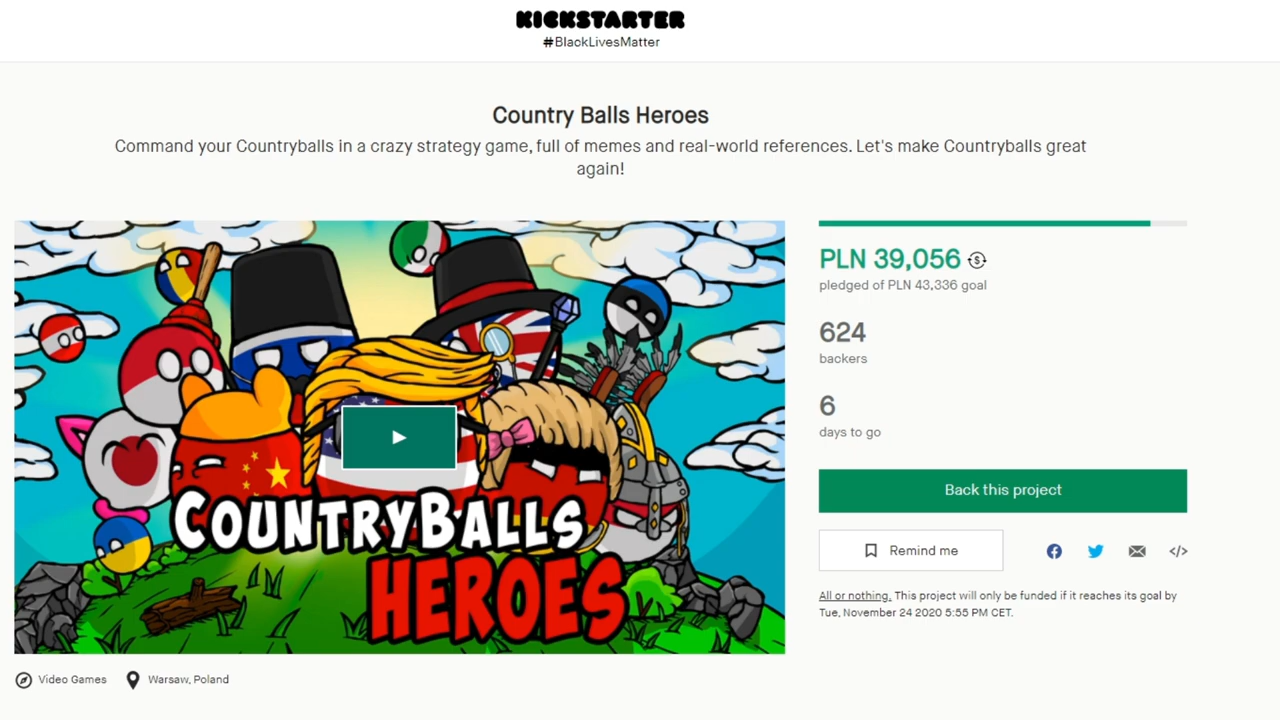 KICKSTARTER
#BlackLivesMatter
Country Balls Heroes
Command your Countryballs in a crazy strategy game, full of memes and real-world references. Let's make Countryballs great
again!
PLN 39,056
pledged of PLN 43,336 goal
624
backers
6
days to go
Back this project
Remind me
All or nothing. This project will only be funded if it reaches its goal by
Tue, November 24 2020 5:55 PM CET.
COUNTRYBALLS
HEROES
Video Games
Warsaw, Poland